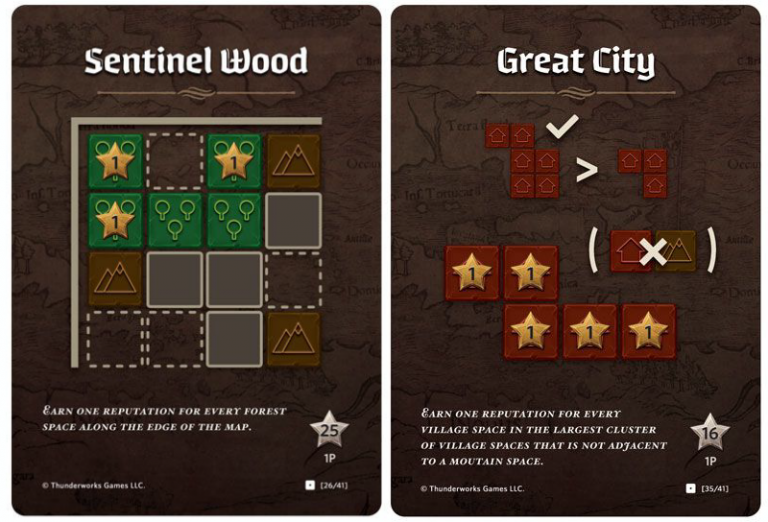 Sentinel Wood
1
1
1
EARN ONE REPUTATION FOR EVERY FOREST
SPACE ALONG THE EDGE OF THE MAP.
25
1P
© Thunderworks Games LLC.
[26/41]
Great City
>
1
1
1
1
1
EARN ONE REPUTATION FOR EVERY
VILLAGE SPACE IN THE LARGEST CLUSTER
OF VILLAGE SPACES THAT IS NOT ADJACENT
TO A MOUTAIN SPACE.
16
1P
© Thunderworks Games LLC.
[35/41]